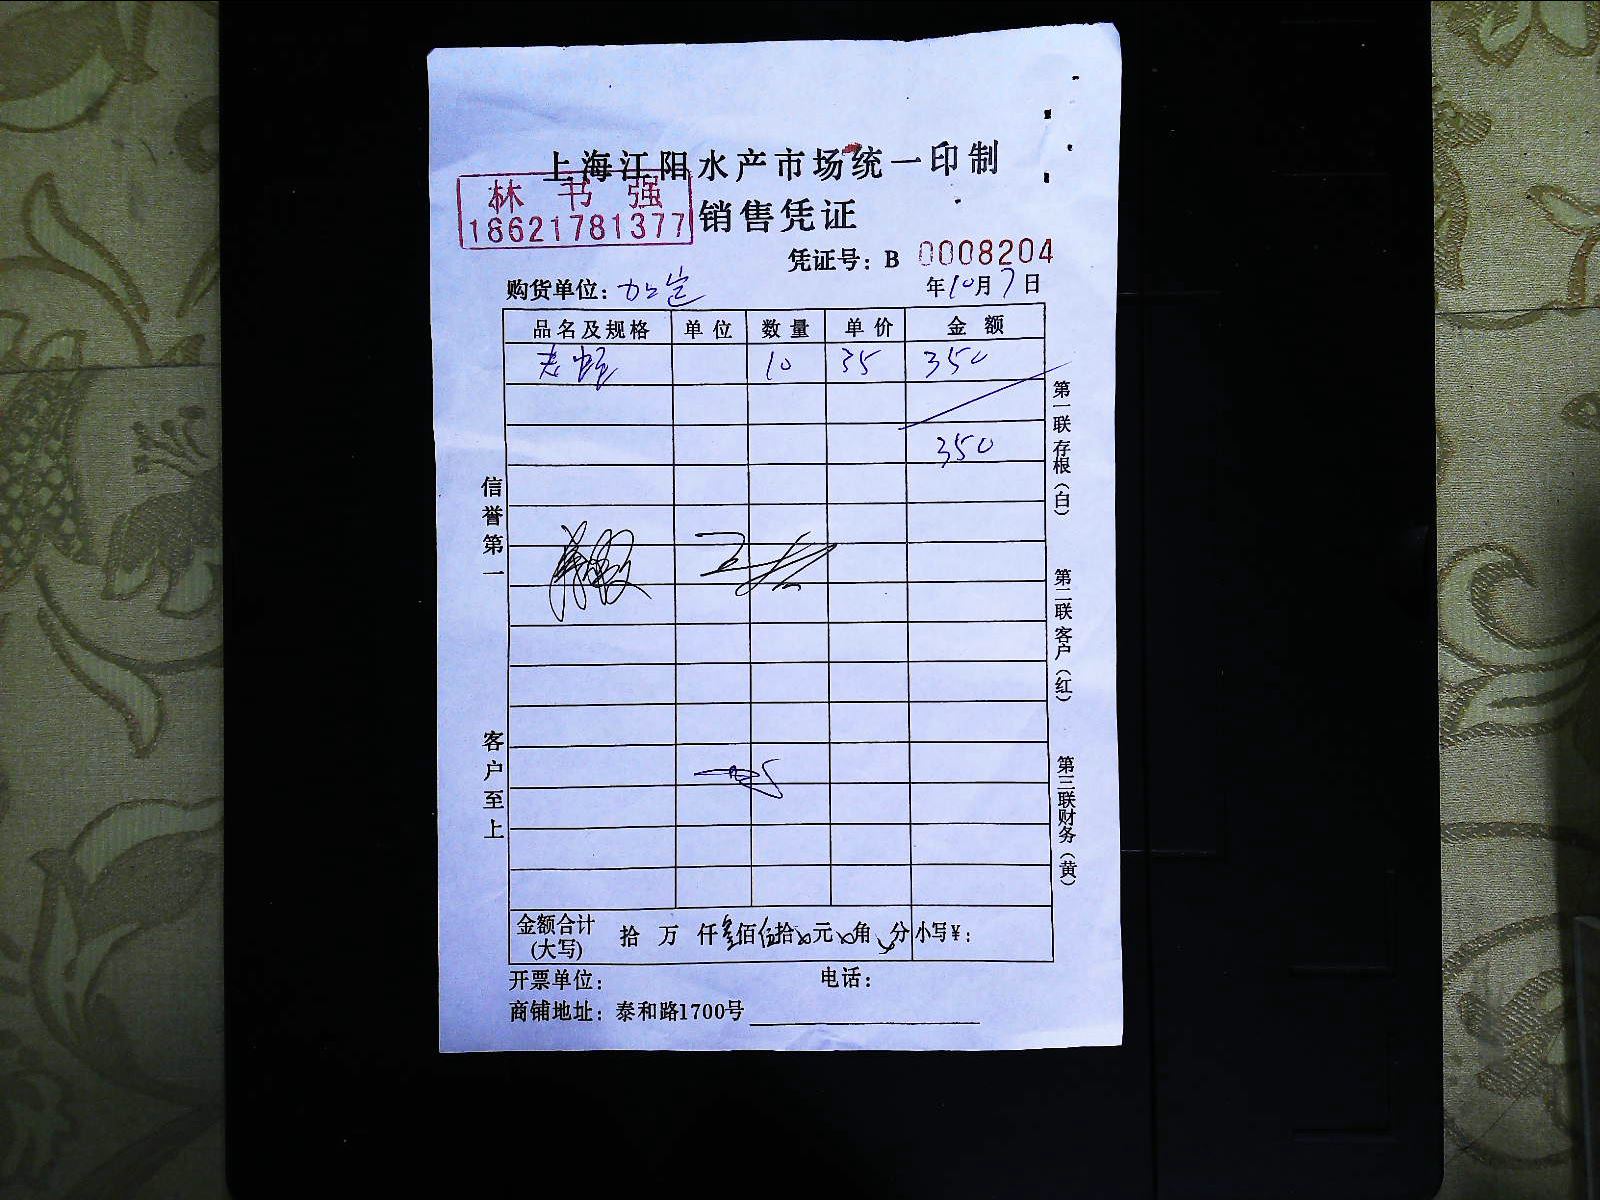 上海江阳水产市场统一印制
林书强
18621781377
销售凭证
凭证号：B 0008204
购货单位：
年10月7日
品名及规格 单位 数量 单价 金额
10 35 350
350
信誉第一
客户至上
第一联存根（白）
第二联客户（红）
第三联财务（黄）
金额合计（大写） 拾 万 仟叁佰伍拾 元 角 分 小写¥：
开票单位： 电话：
商铺地址：泰和路1700号